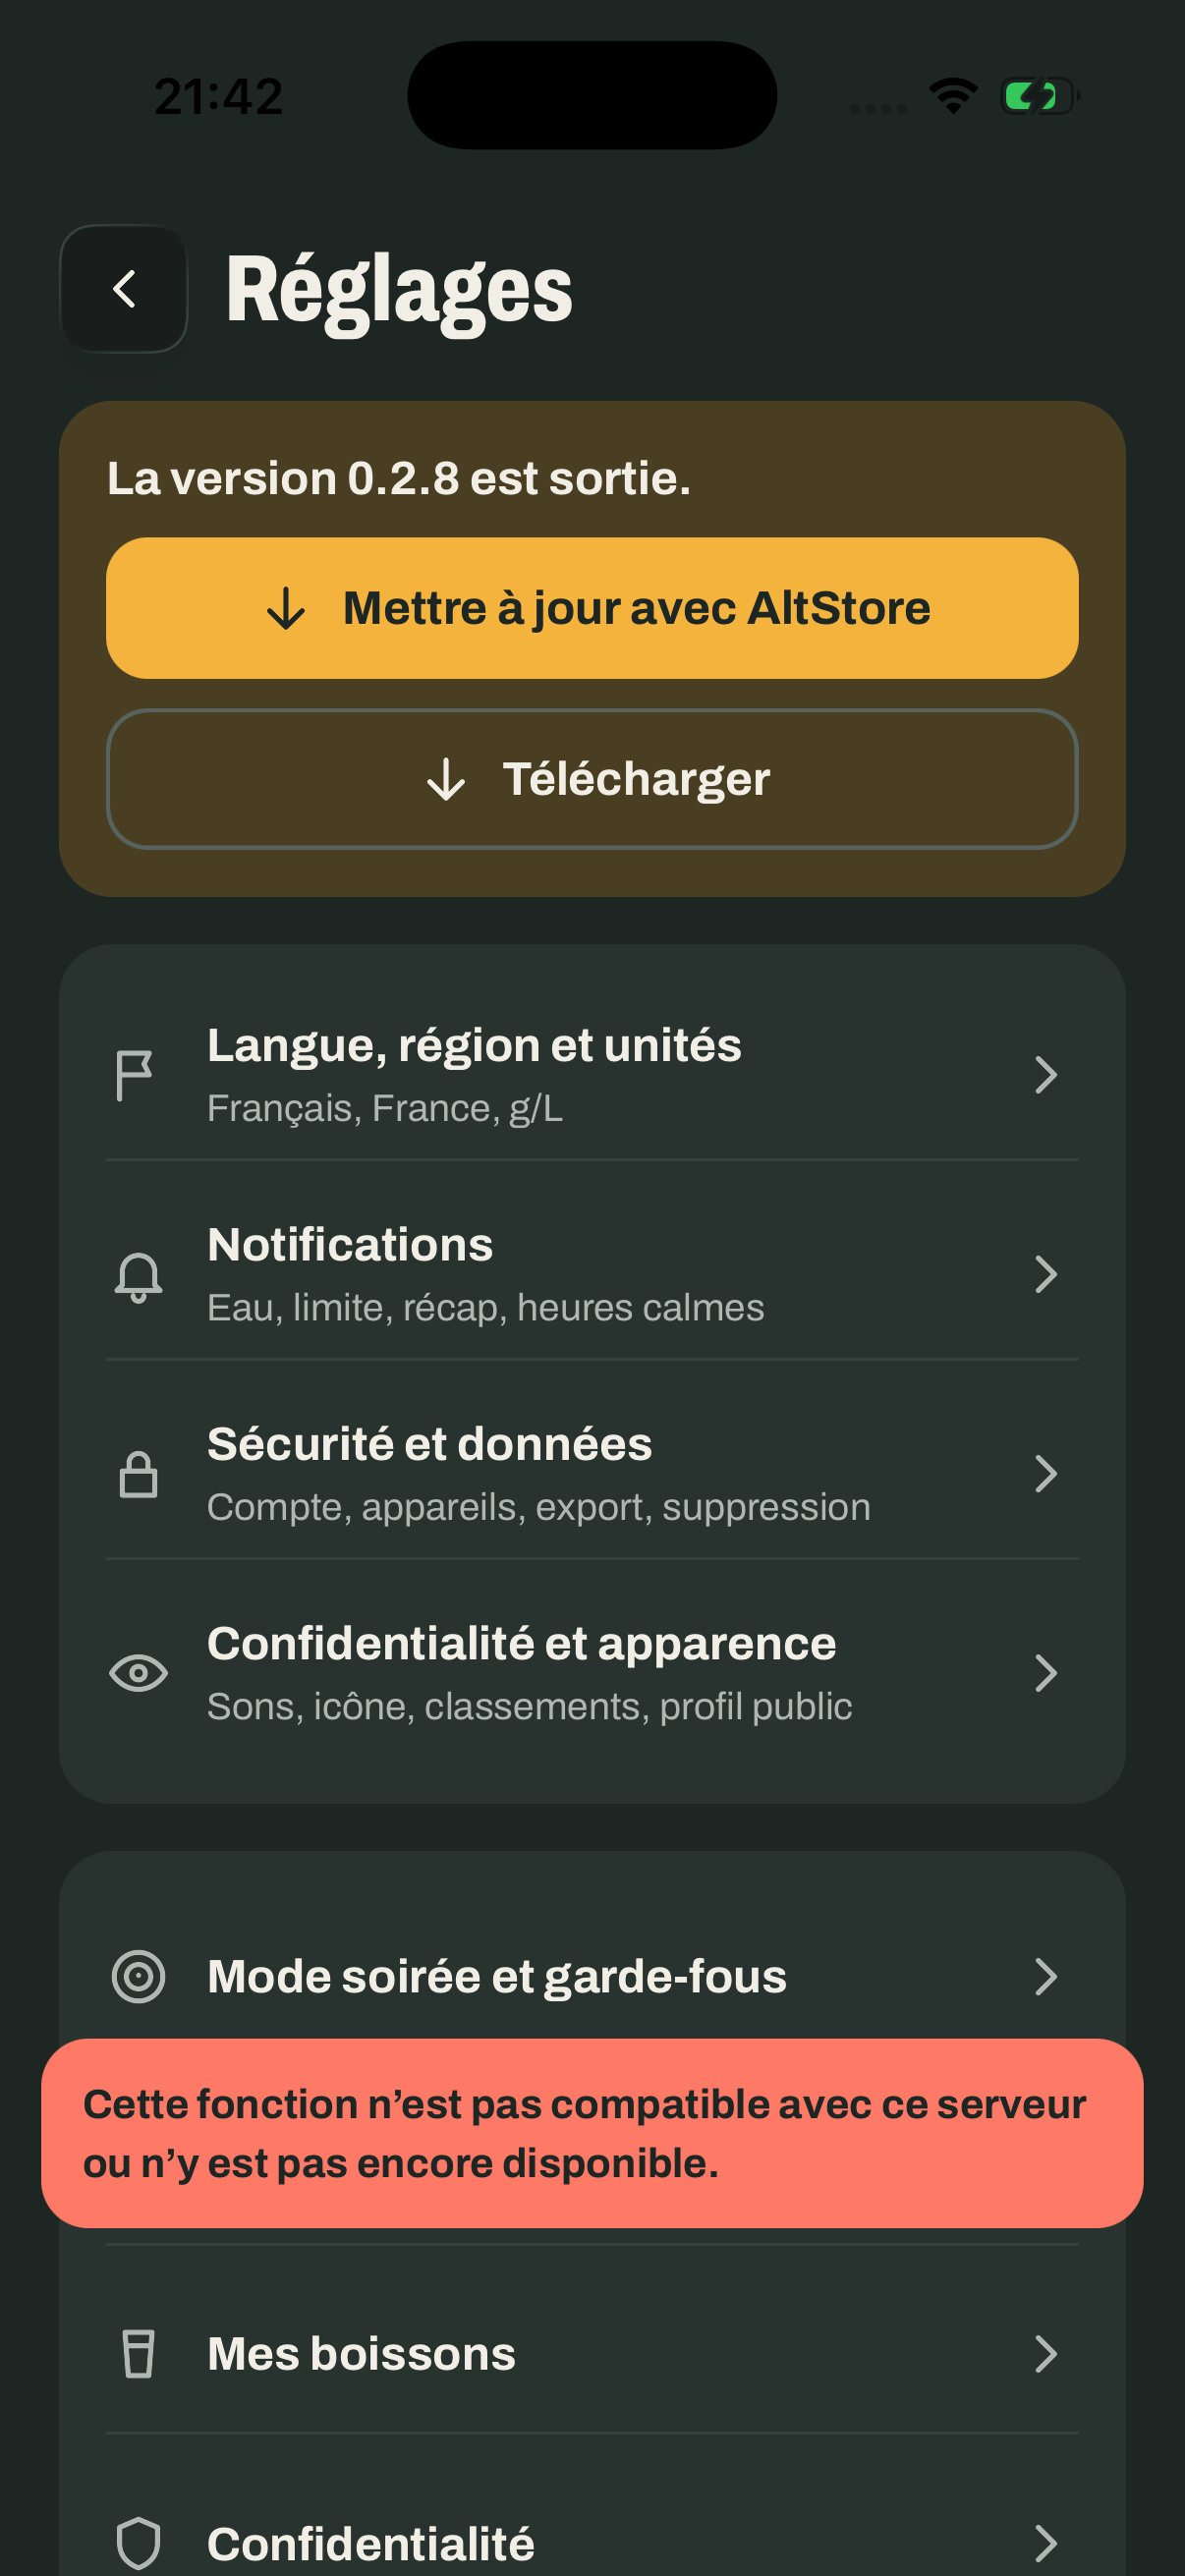 21:42
Réglages
La version 0.2.8 est sortie.
Mettre à jour avec AltStore
Télécharger
Langue, région et unités
Français, France, g/L
Notifications
Eau, limite, récap, heures calmes
Sécurité et données
Compte, appareils, export, suppression
Confidentialité et apparence
Sons, icône, classements, profil public
Mode soirée et garde-fous
Cette fonction n’est pas compatible avec ce serveur
ou n’y est pas encore disponible.
Mes boissons
Confidentialité